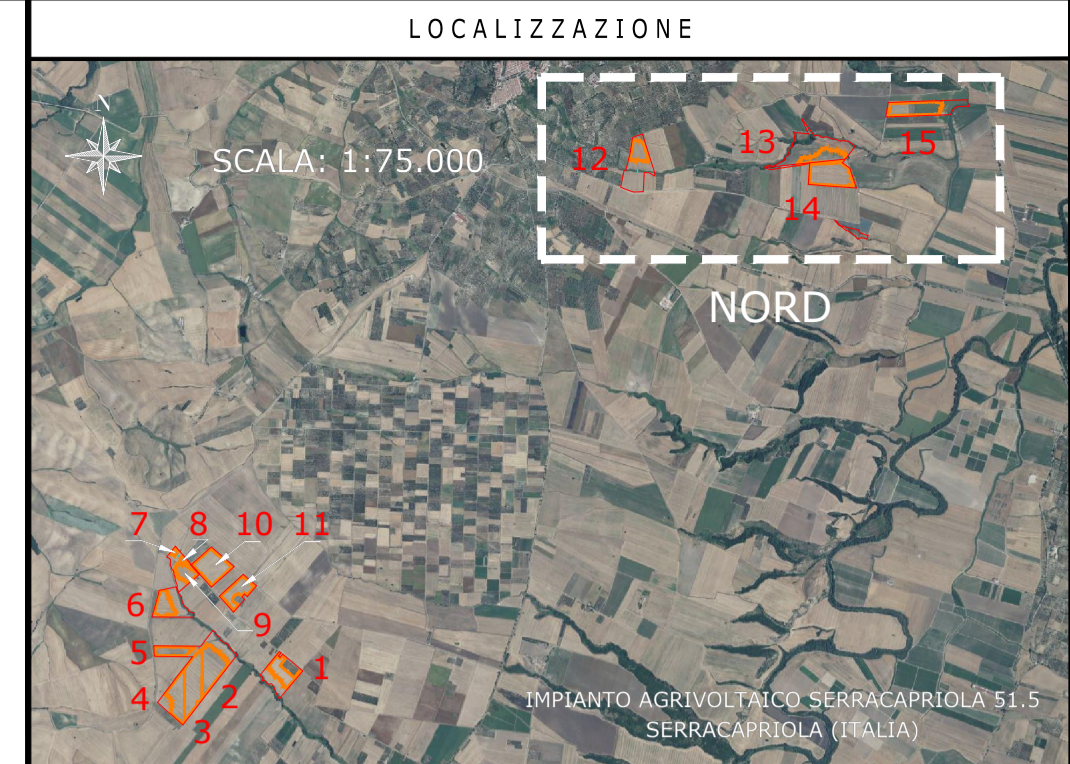 LOCALIZZAZIONE
N
SCALA: 1:75.000
12
13
14
15
NORD
7
8
10
11
6
9
5
4
3
2
1
IMPIANTO AGRIVOLTAICO SERRACAPRIOLA 51.5
SERRACAPRIOLA (ITALIA)